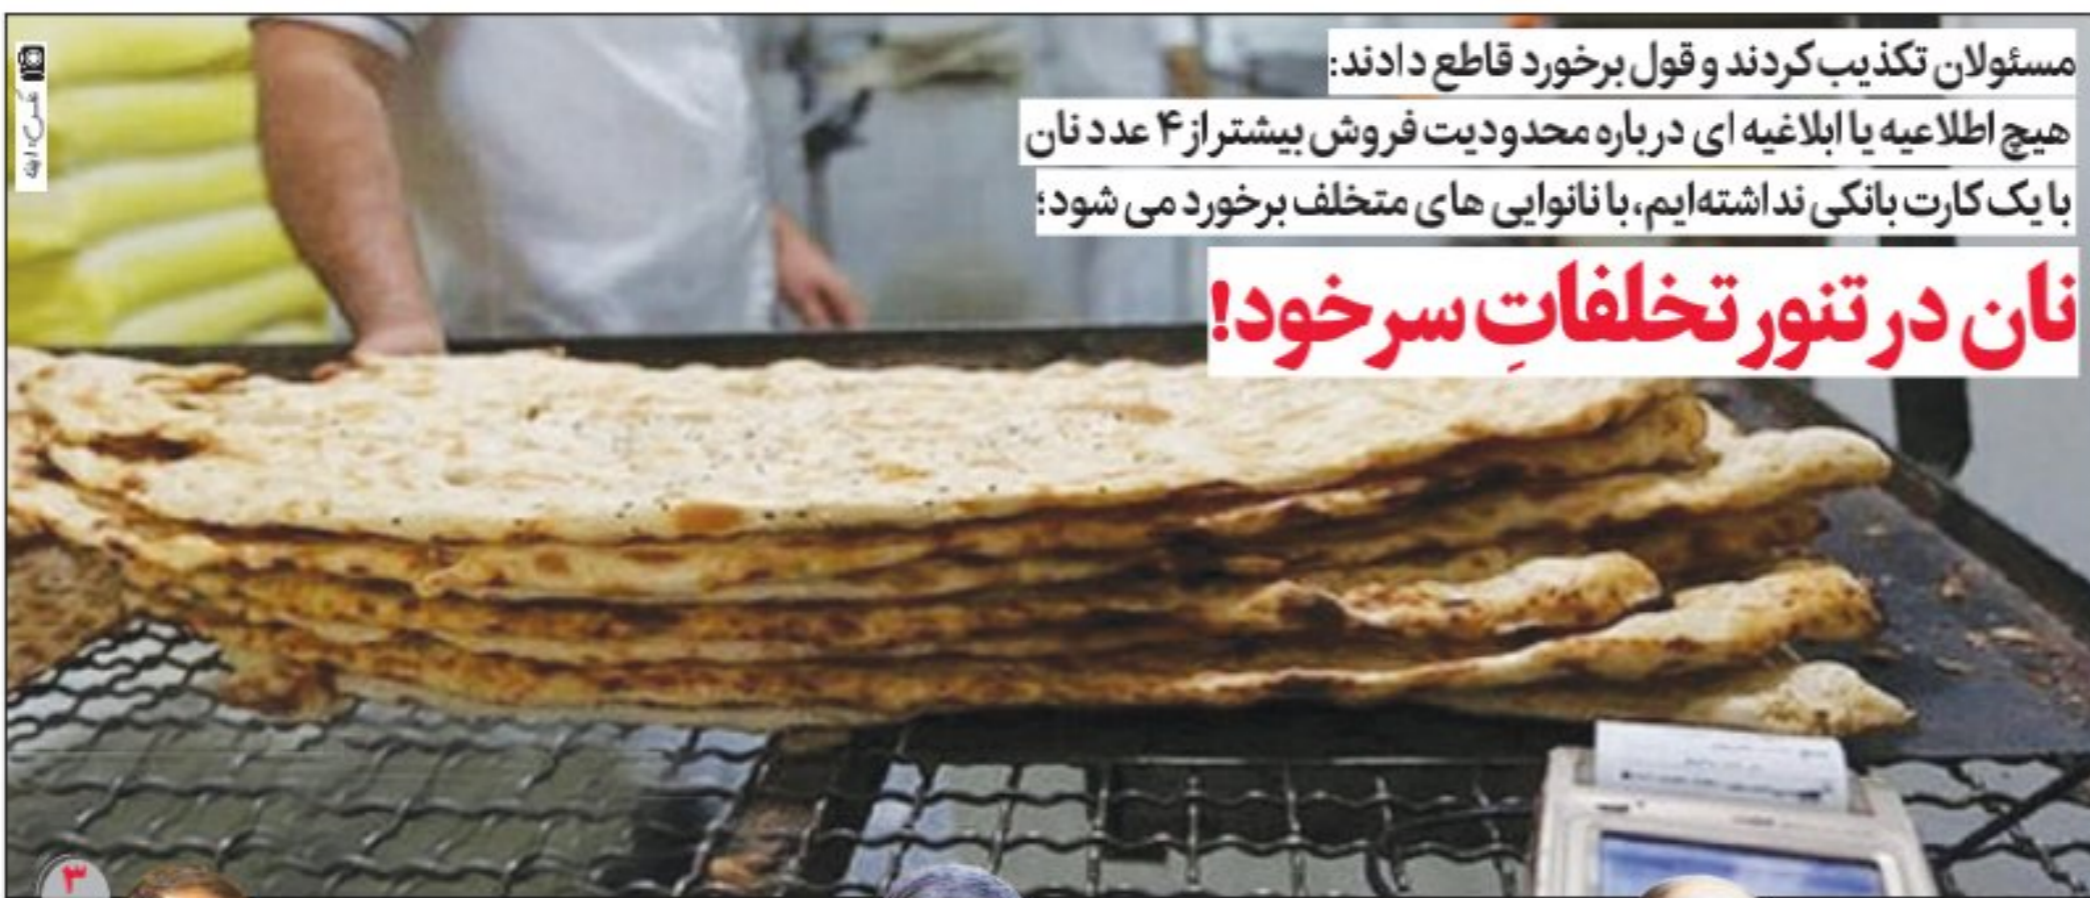 مسئولان تکذیب کردند و قول برخورد قاطع دادند:
هیچ اطلاعیه یا ابلاغیه ای درباره محدودیت فروش بیشتر از ۴ عدد نان
با یک کارت بانکی نداشته‌ایم، با نانوایی های متخلف برخورد می شود؛
نان در تنور تخلفاتِ سرخود!
۳